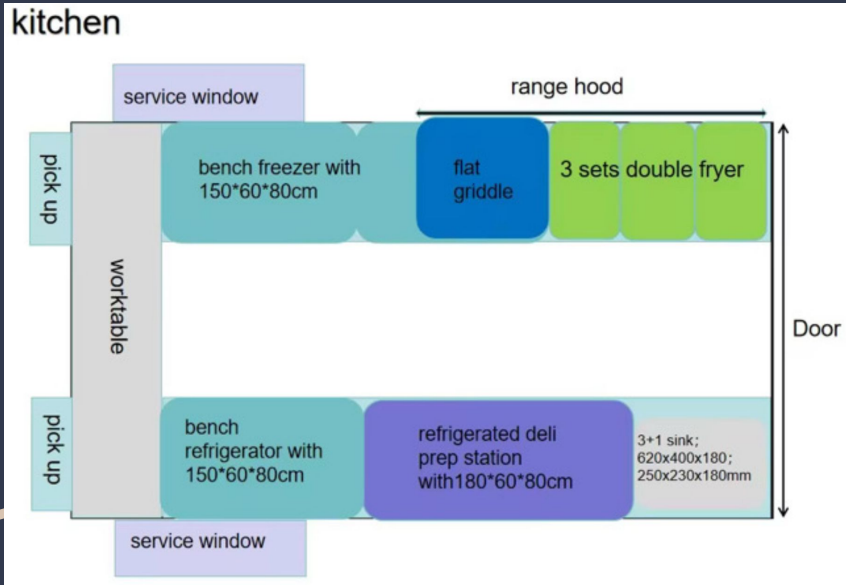 kitchen
service window
range hood
pick up
bench freezer with
150*60*80cm
flat
griddle
3 sets double fryer
worktable
Door
pick up
bench
refrigerator with
150*60*80cm
refrigerated deli
prep station
with180*60*80cm
3+1 sink;
620x400x180;
250x230x180mm
service window